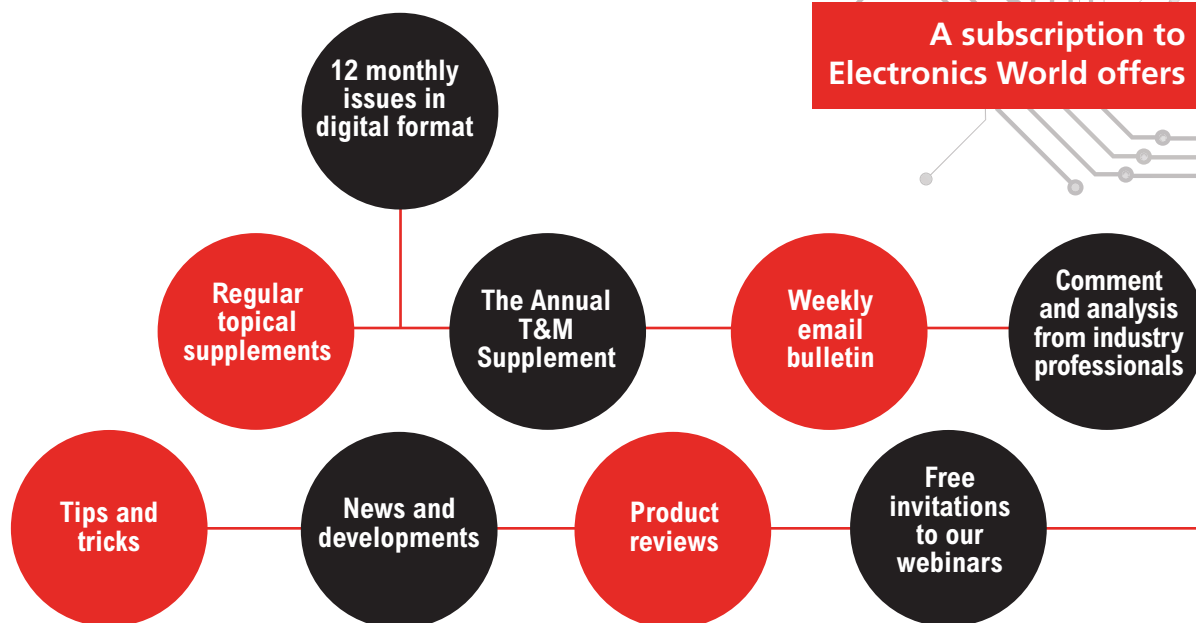 A subscription to
Electronics World offers
12 monthly
issues in
digital format
Regular
topical
supplements
The Annual
T&M
Supplement
Weekly
email
bulletin
Comment
and analysis
from industry
professionals
Tips and
tricks
News and
developments
Product
reviews
Free
invitations
to our
webinars